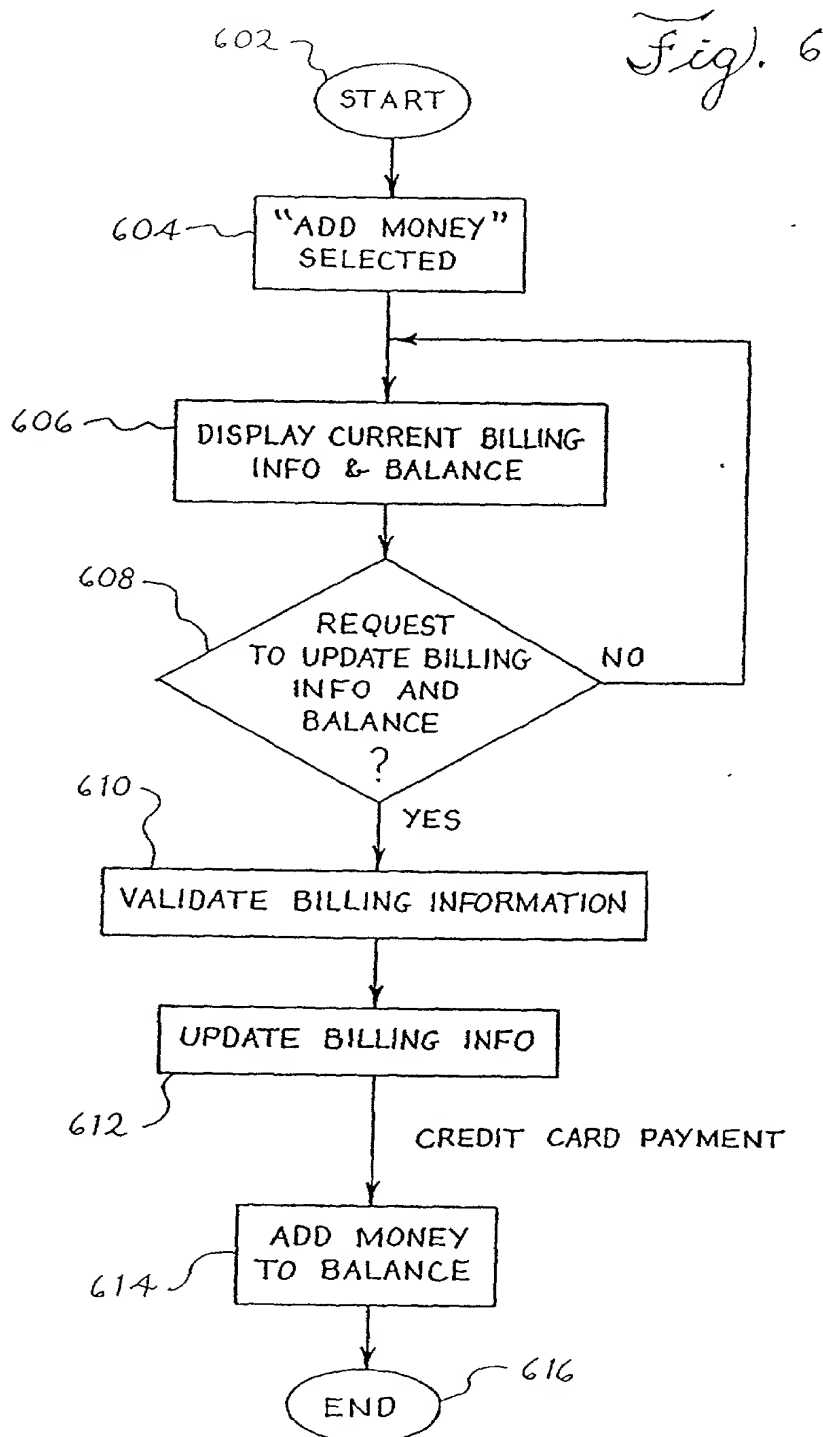 Fig. 6
602
START
604
"ADD MONEY"
SELECTED
606
DISPLAY CURRENT BILLING
INFO & BALANCE
608
REQUEST
TO UPDATE BILLING
INFO AND
BALANCE
?
NO
YES
610
VALIDATE BILLING INFORMATION
UPDATE BILLING INFO
612
CREDIT CARD PAYMENT
ADD MONEY
TO BALANCE
614
616
END